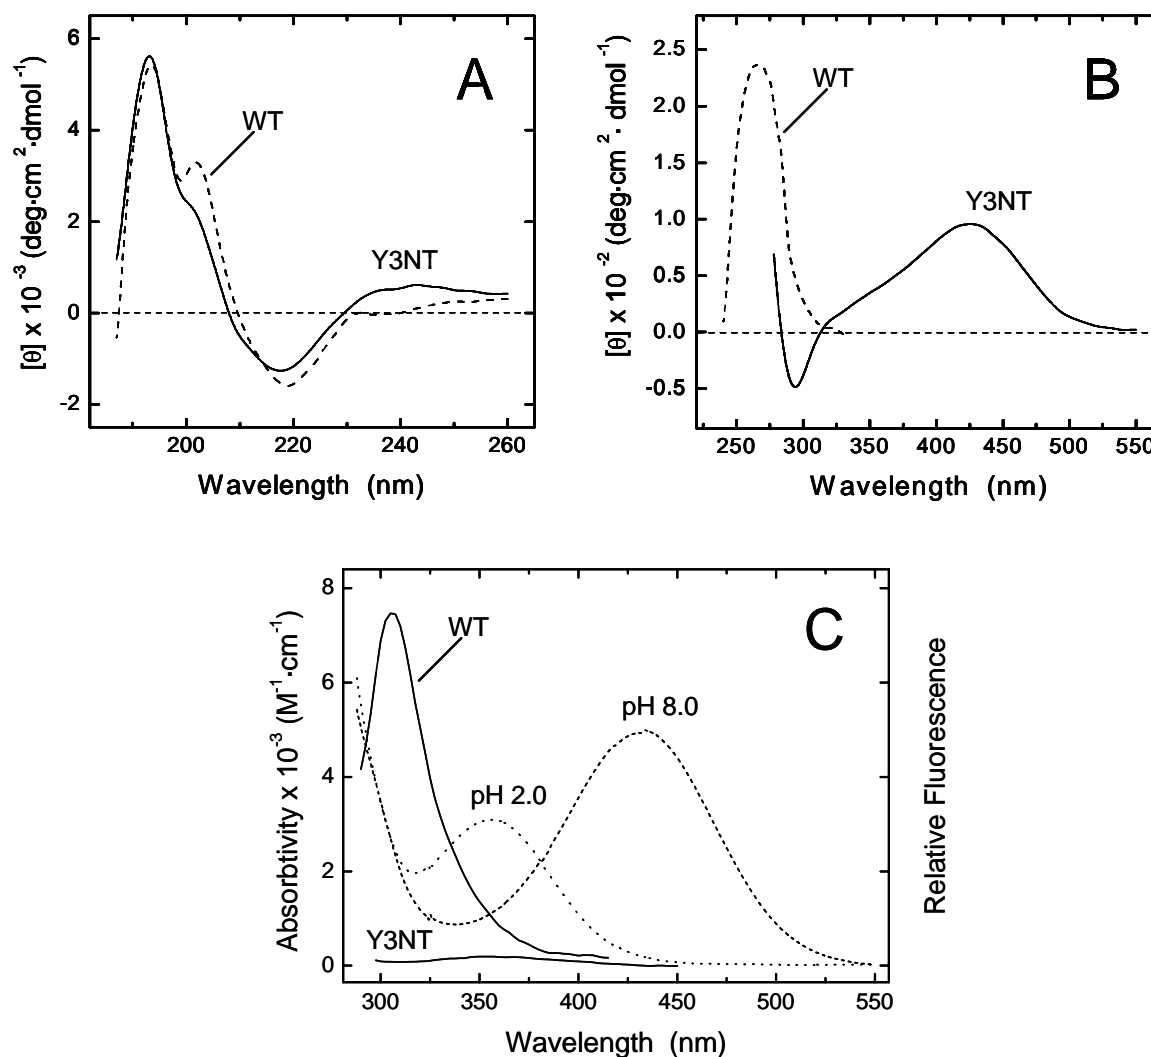 A
[θ] x 10⁻³ (deg·cm²·dmol⁻¹)
6
4
2
0
-2
WT
Y3NT
200 220 240 260
Wavelength (nm)
B
[θ] x 10⁻² (deg·cm²· dmol⁻¹)
2.5
2.0
1.5
1.0
0.5
0.0
-0.5
WT
Y3NT
250 300 350 400 450 500 550
Wavelength (nm)
C
Absorbtivity x 10⁻³ (M⁻¹·cm⁻¹)
8
6
4
2
0
WT
pH 8.0
pH 2.0
Y3NT
Relative Fluorescence
300 350 400 450 500 550
Wavelength (nm)